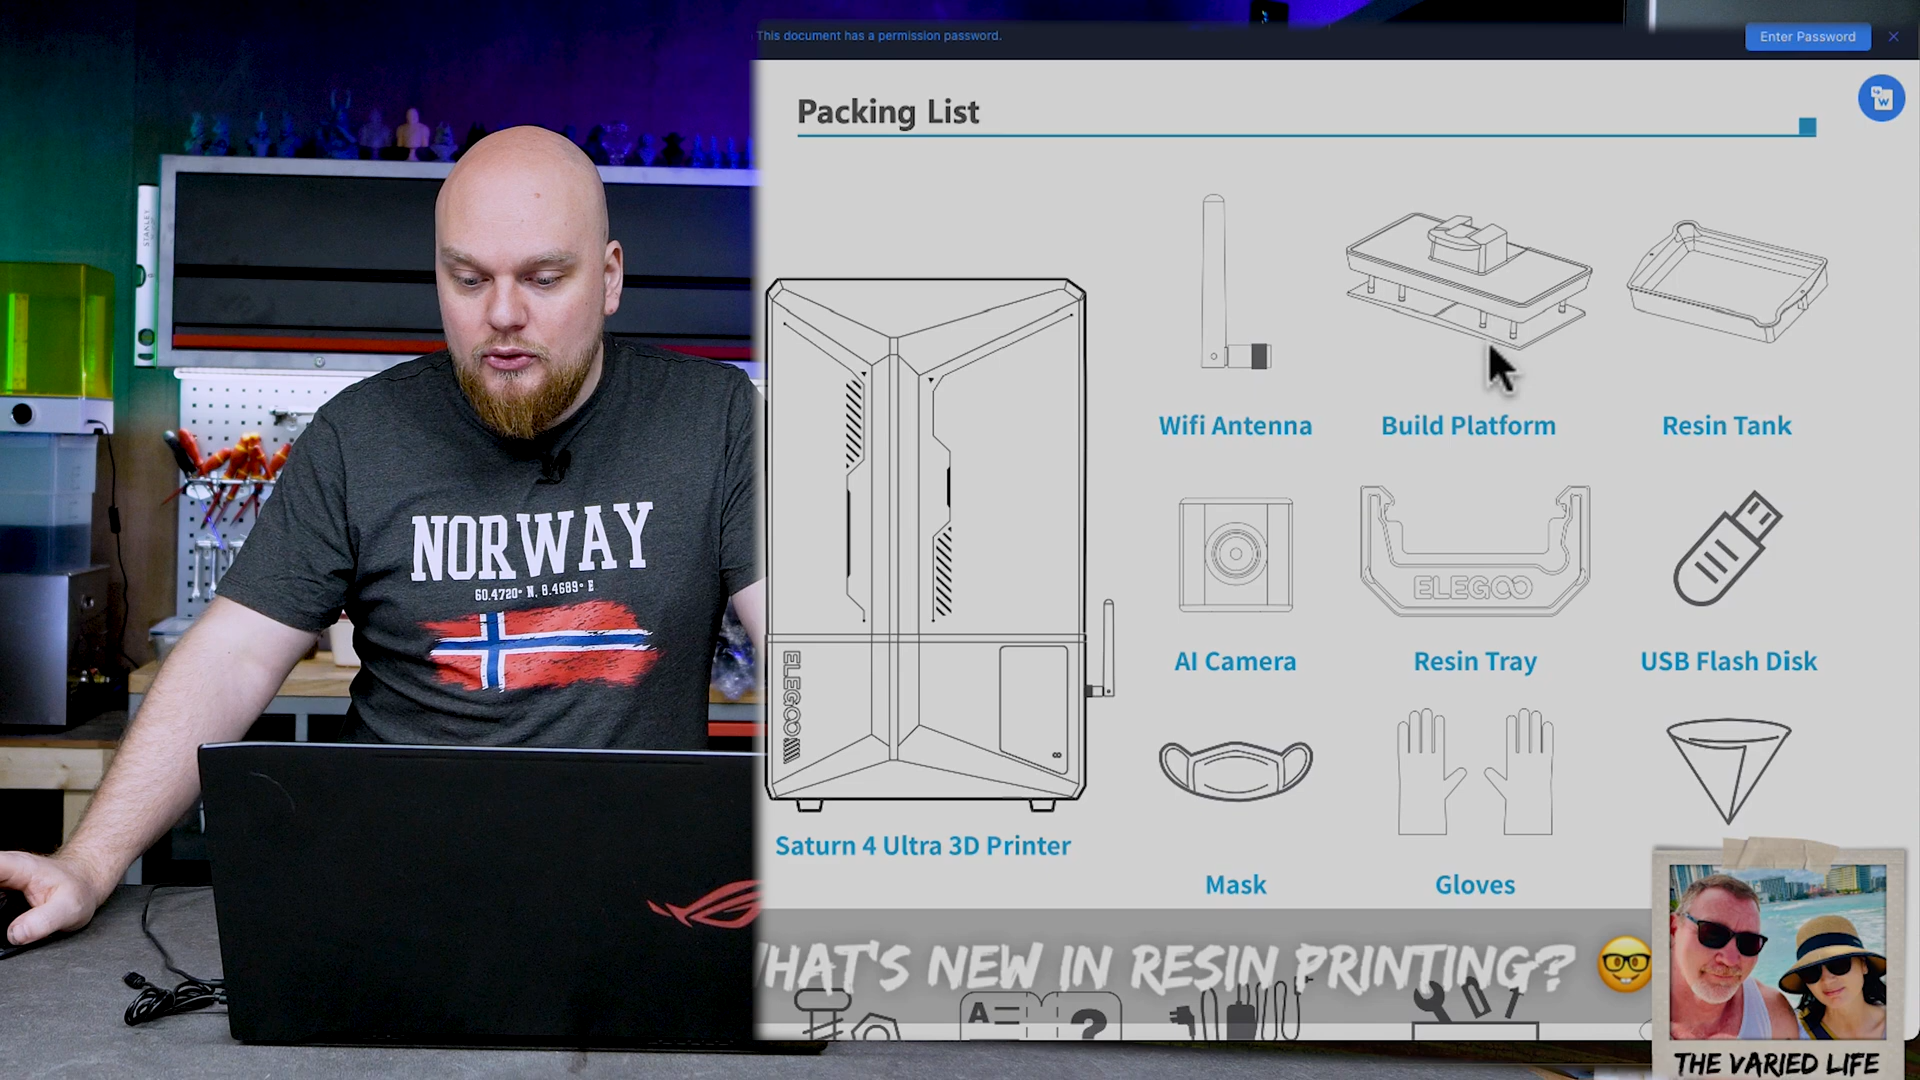 This document has a permission password.
Enter Password
Packing List
W
STANLEY
Wifi Antenna
Build Platform
Resin Tank
NORWAY
60.4720° N, 8.4689° E
ELEGOO
AI Camera
Resin Tray
USB Flash Disk
ELEGOO
Saturn 4 Ultra 3D Printer
Mask
Gloves
HAT'S NEW IN RESIN PRINTING? 🤓
A
?
THE VARIED LIFE